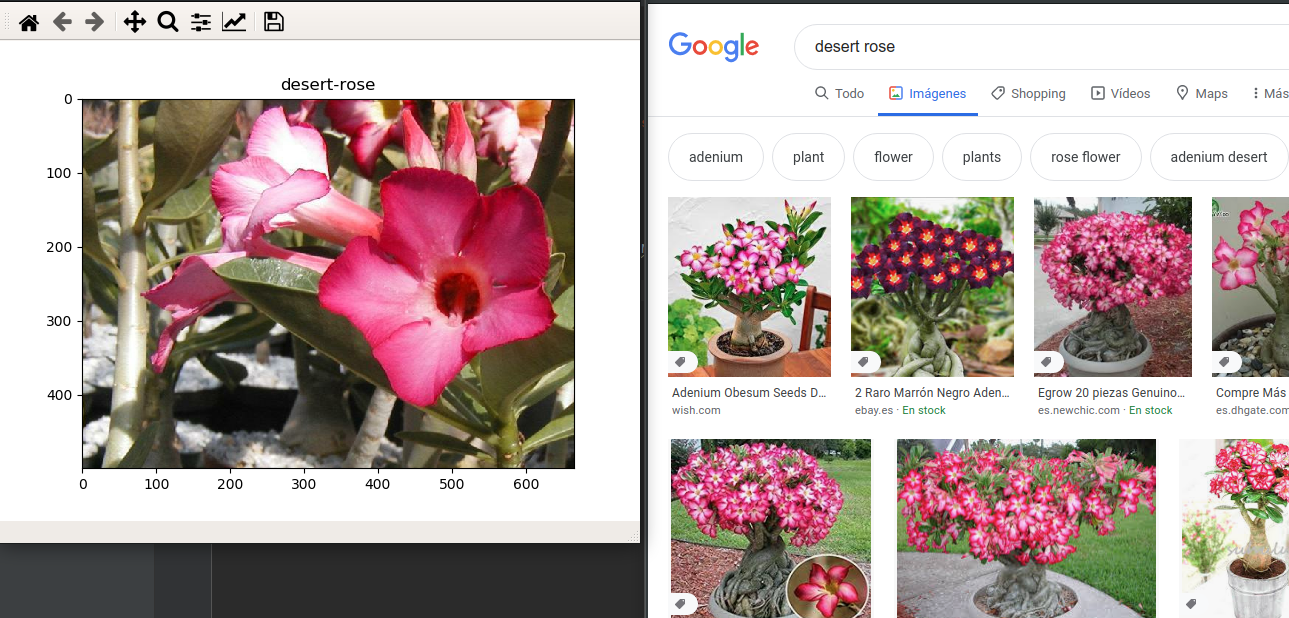 desert-rose
0
100
200
300
400
0 100 200 300 400 500 600
Google
desert rose
Todo Imágenes Shopping Vídeos Maps Más
adenium plant flower plants rose flower adenium desert
Adenium Obesum Seeds D...
wish.com
2 Raro Marrón Negro Aden...
ebay.es · En stock
Egrow 20 piezas Genuino...
es.newchic.com · En stock
Compre Más
es.dhgate.com